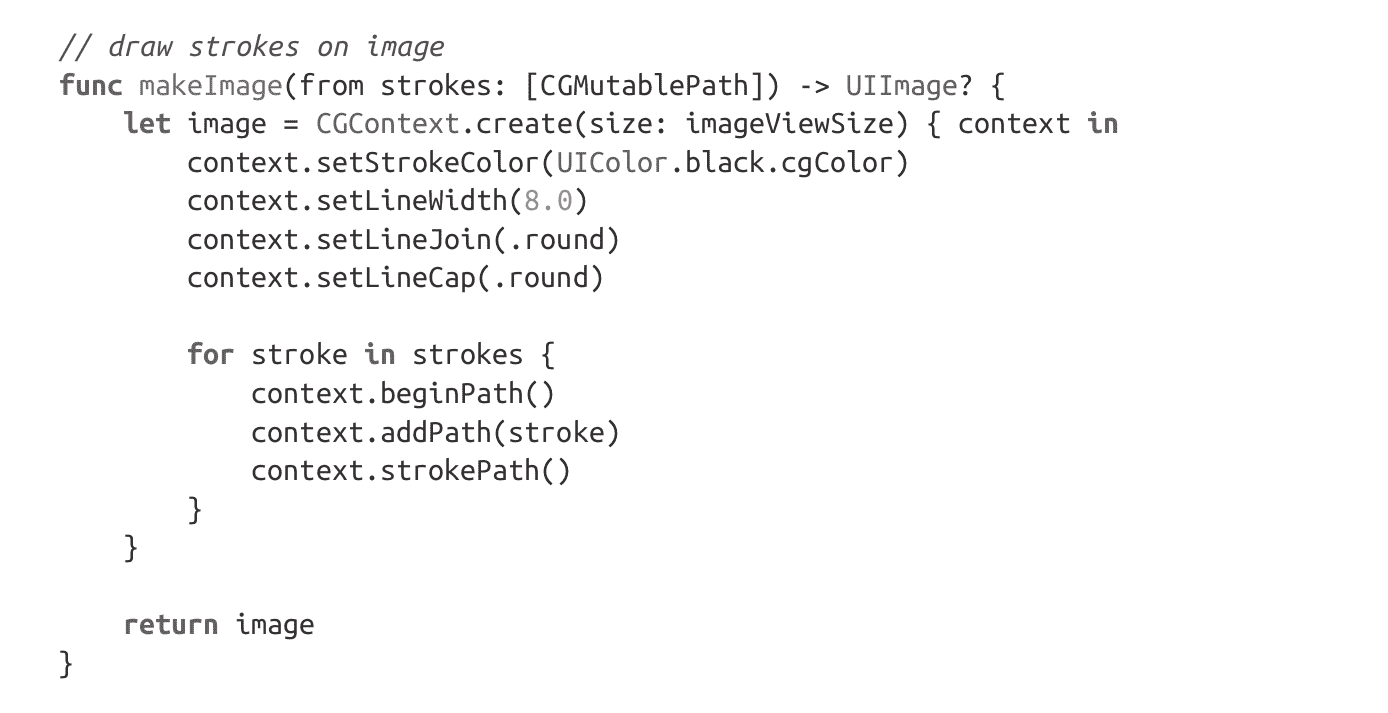 // draw strokes on image
func makeImage(from strokes: [CGMutablePath]) -> UIImage? {
    let image = CGContext.create(size: imageViewSize) { context in
        context.setStrokeColor(UIColor.black.cgColor)
        context.setLineWidth(8.0)
        context.setLineJoin(.round)
        context.setLineCap(.round)

        for stroke in strokes {
            context.beginPath()
            context.addPath(stroke)
            context.strokePath()
        }
    }

    return image
}